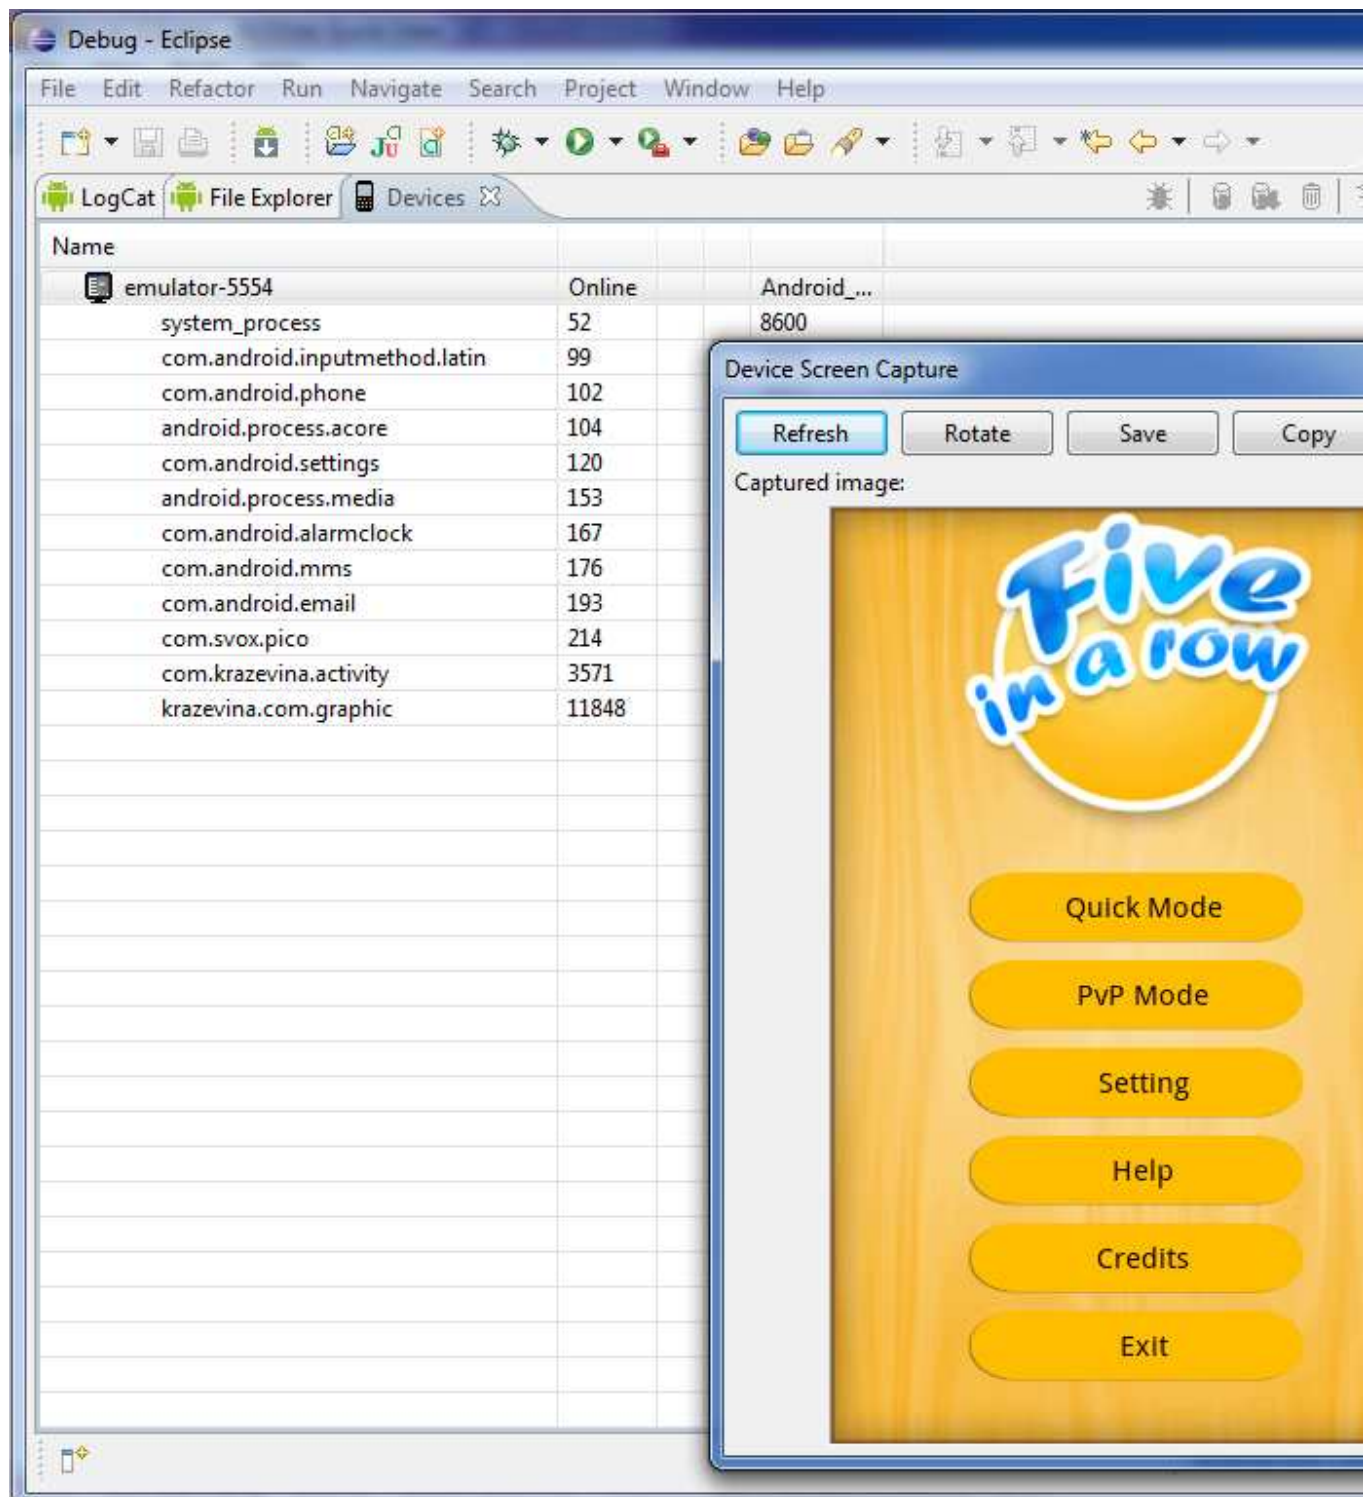 Debug - Eclipse
File Edit Refactor Run Navigate Search Project Window Help
LogCat File Explorer Devices
Name
emulator-5554 Online Android_...
system_process 52 8600
com.android.inputmethod.latin 99
com.android.phone 102
android.process.acore 104
com.android.settings 120
android.process.media 153
com.android.alarmclock 167
com.android.mms 176
com.android.email 193
com.svox.pico 214
com.krazevina.activity 3571
krazevina.com.graphic 11848
Device Screen Capture
Refresh Rotate Save Copy
Captured image:
Five
in a row
Quick Mode
PvP Mode
Setting
Help
Credits
Exit